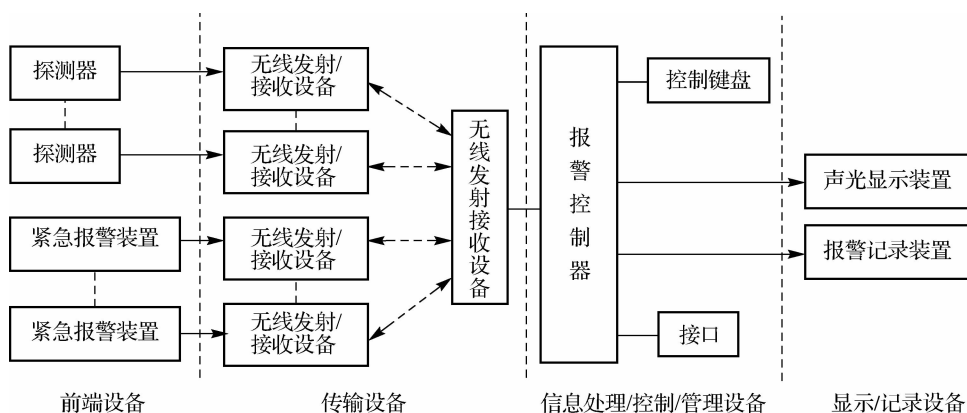 探测器
无线发射/
接收设备
控制键盘
探测器
无线发射/
接收设备
无线发射接收设备
报警控制器
声光显示装置
紧急报警装置
无线发射/
接收设备
报警记录装置
紧急报警装置
无线发射/
接收设备
接口
前端设备
传输设备
信息处理/控制/管理设备
显示/记录设备